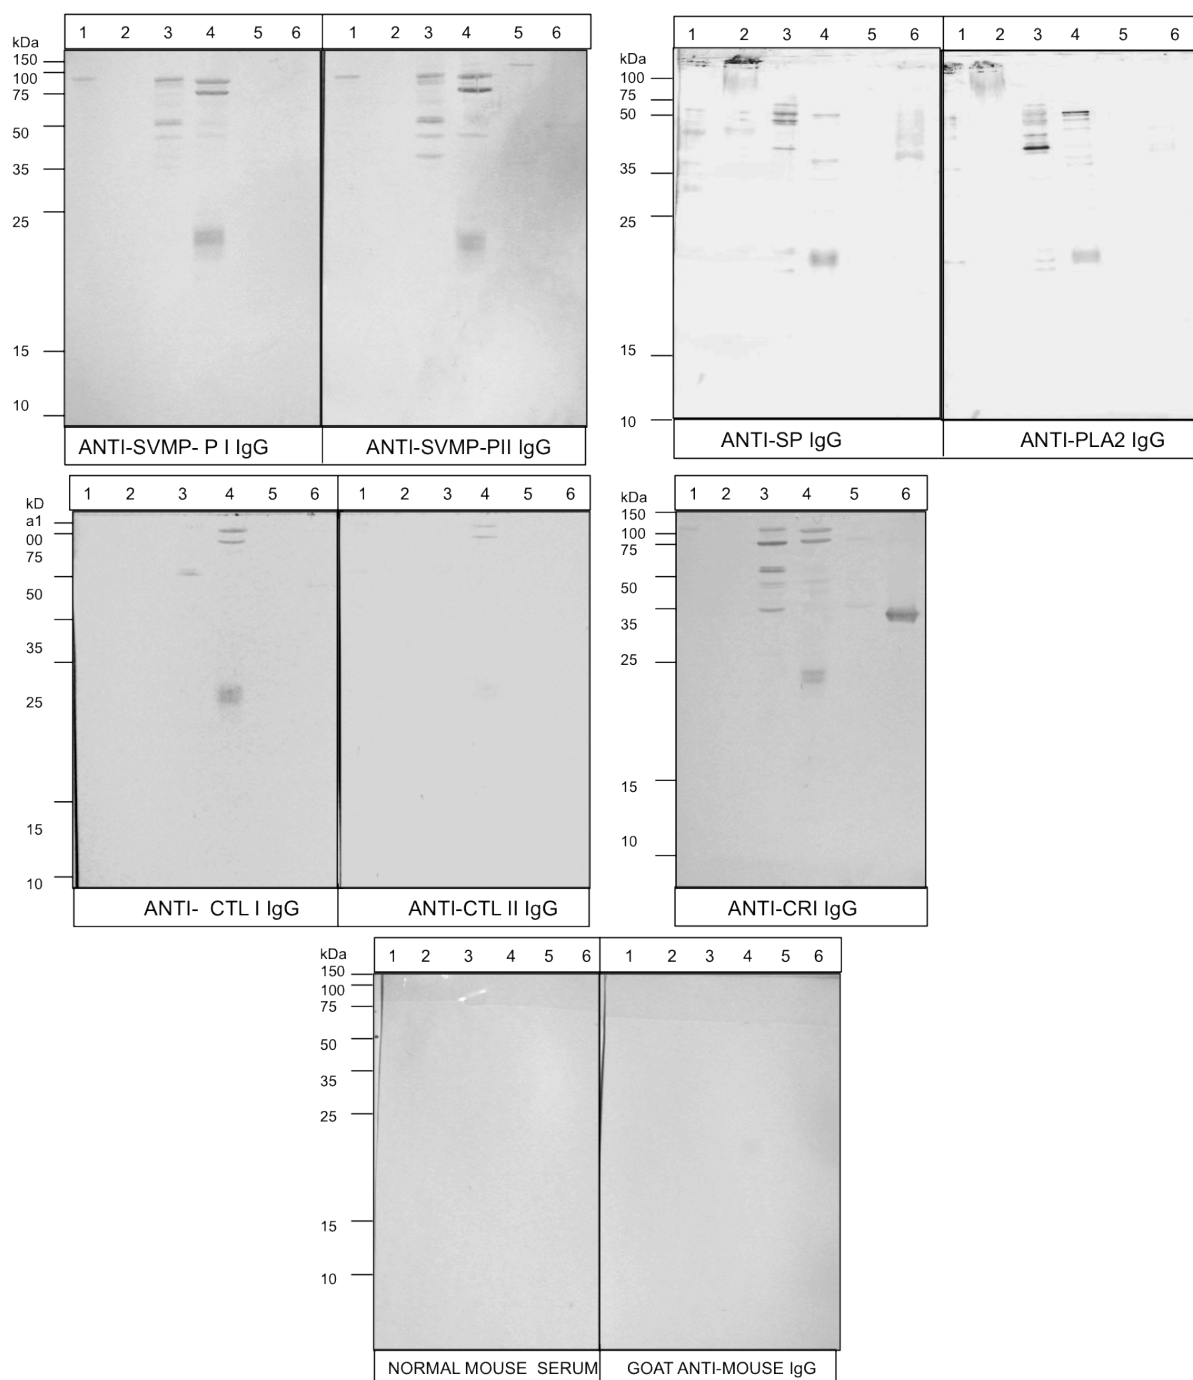 1 2 3 4 5 6 1 2 3 4 5 6
kDa
150
100
75
50
35
25
15
10
ANTI-SVMP- P I IgG ANTI-SVMP-PII IgG
1 2 3 4 5 6 1 2 3 4 5 6
kDa
100
75
50
35
25
15
10
ANTI-SP IgG ANTI-PLA2 IgG
1 2 3 4 5 6 1 2 3 4 5 6
kD
a1
00
75
50
35
25
15
10
ANTI- CTL I IgG ANTI-CTL II IgG
1 2 3 4 5 6
kDa
150
100
75
50
35
25
15
10
ANTI-CRI IgG
1 2 3 4 5 6 1 2 3 4 5 6
kDa
150
100
75
50
35
25
15
10
NORMAL MOUSE SERUM GOAT ANTI-MOUSE IgG